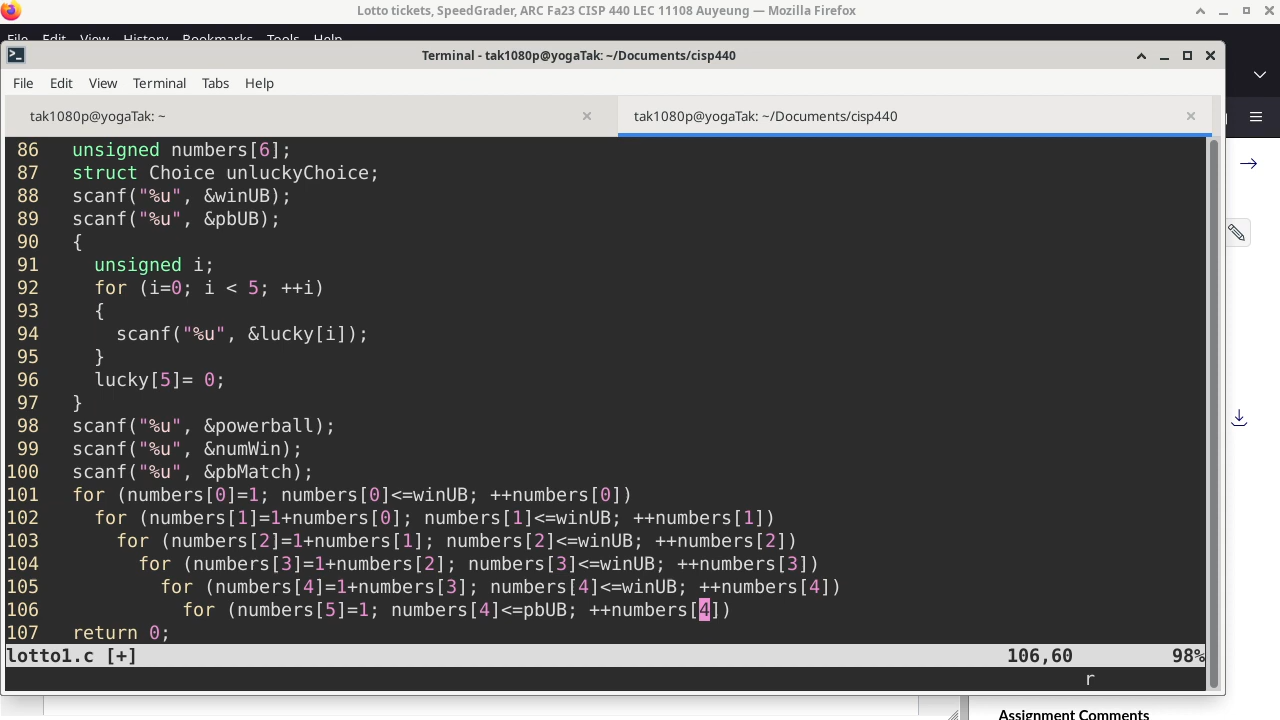 Lotto tickets, SpeedGrader, ARC Fa23 CISP 440 LEC 11108 Auyeung — Mozilla Firefox
File Edit View History Bookmarks Tools Help
Terminal - tak1080p@yogaTak: ~/Documents/cisp440
File Edit View Terminal Tabs Help
tak1080p@yogaTak: ~
tak1080p@yogaTak: ~/Documents/cisp440
86 unsigned numbers[6];
87 struct Choice unluckyChoice;
88 scanf("%u", &winUB);
89 scanf("%u", &pbUB);
90 {
91 unsigned i;
92 for (i=0; i < 5; ++i)
93 {
94 scanf("%u", &lucky[i]);
95 }
96 lucky[5]= 0;
97 }
98 scanf("%u", &powerball);
99 scanf("%u", &numWin);
100 scanf("%u", &pbMatch);
101 for (numbers[0]=1; numbers[0]<=winUB; ++numbers[0])
102 for (numbers[1]=1+numbers[0]; numbers[1]<=winUB; ++numbers[1])
103 for (numbers[2]=1+numbers[1]; numbers[2]<=winUB; ++numbers[2])
104 for (numbers[3]=1+numbers[2]; numbers[3]<=winUB; ++numbers[3])
105 for (numbers[4]=1+numbers[3]; numbers[4]<=winUB; ++numbers[4])
106 for (numbers[5]=1; numbers[4]<=pbUB; ++numbers[4])
107 return 0;
lotto1.c [+] 106,60 98%
r
Assignment Comments